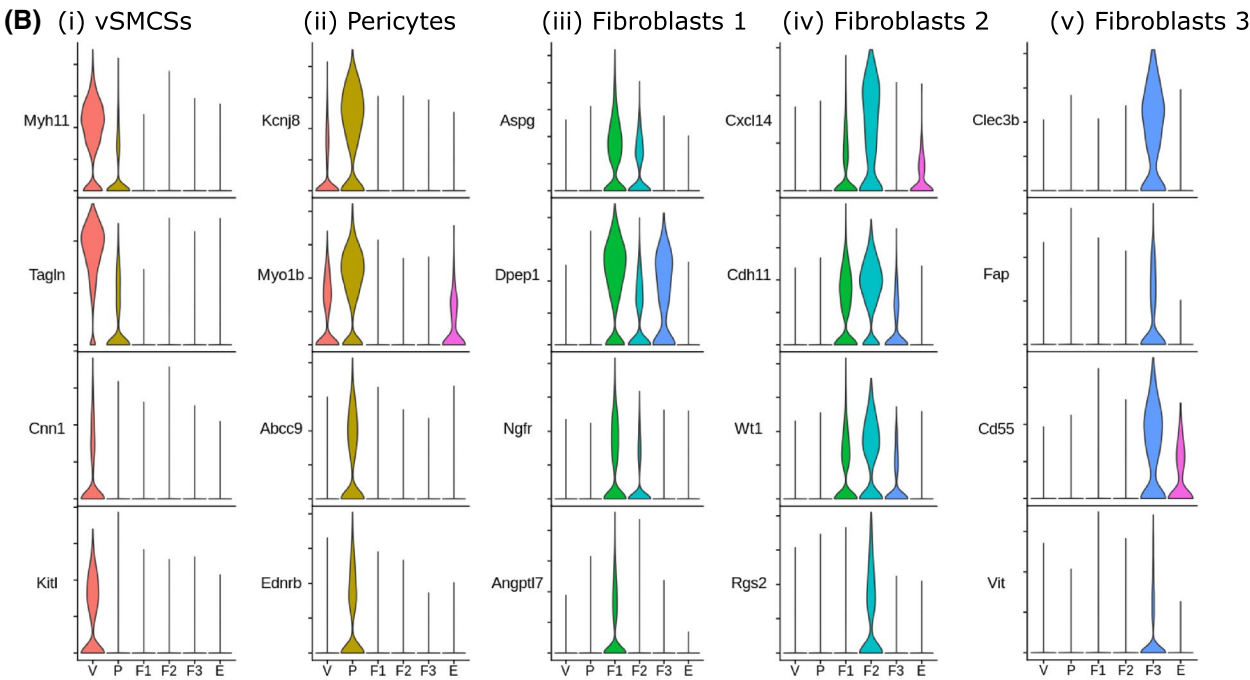 (B) (i) vSMCSs (ii) Pericytes (iii) Fibroblasts 1 (iv) Fibroblasts 2 (v) Fibroblasts 3
Myh11 Kcnj8 Aspg Cxcl14 Clec3b
Tagln Myo1b Dpep1 Cdh11 Fap
Cnn1 Abcc9 Ngfr Wt1 Cd55
Kitl Ednrb Angptl7 Rgs2 Vit
V P F1 F2 F3 E V P F1 F2 F3 E V P F1 F2 F3 E V P F1 F2 F3 E V P F1 F2 F3 E